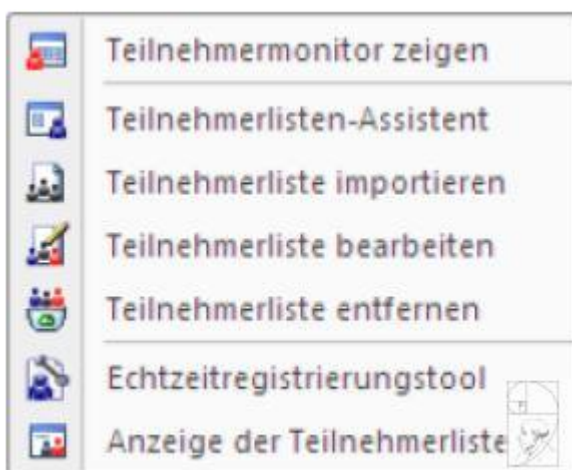 Teilnehmermonitor zeigen
Teilnehmerlisten-Assistent
Teilnehmerliste importieren
Teilnehmerliste bearbeiten
Teilnehmerliste entfernen
Echtzeitregistrierungstool
Anzeige der Teilnehmerliste